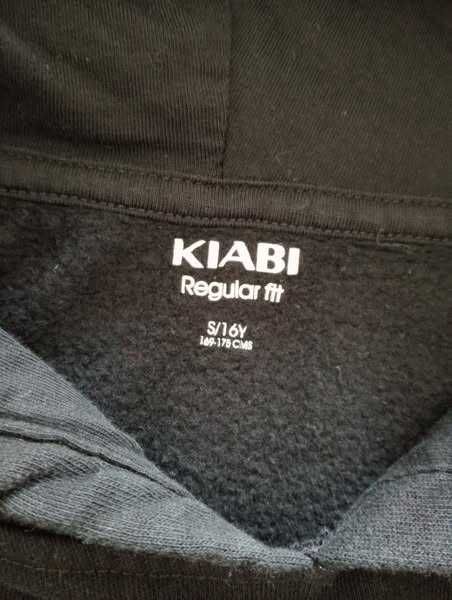 KIABI
Regular fit
S/16Y
169-175 CMS